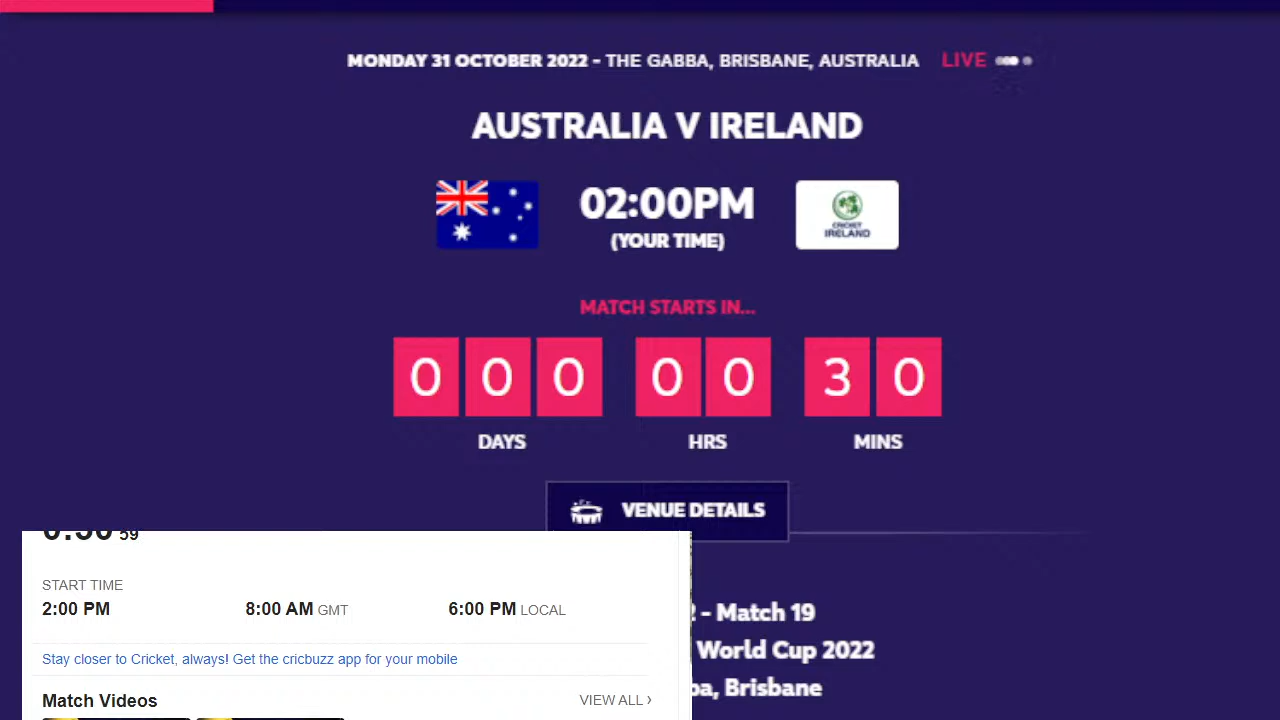 MONDAY 31 OCTOBER 2022 - THE GABBA, BRISBANE, AUSTRALIA LIVE
AUSTRALIA V IRELAND
02:00PM
(YOUR TIME)
CRICKET
IRELAND
MATCH STARTS IN...
0 0 0 0 0 3 0
DAYS HRS MINS
VENUE DETAILS
59
START TIME
2:00 PM 8:00 AM GMT 6:00 PM LOCAL
- Match 19
Stay closer to Cricket, always! Get the cricbuzz app for your mobile
World Cup 2022
Match Videos VIEW ALL ›
Brisbane